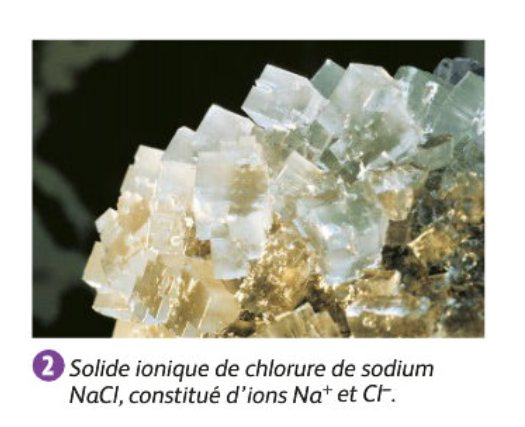 2 Solide ionique de chlorure de sodium
NaCl, constitué d'ions Na⁺ et Cl⁻.